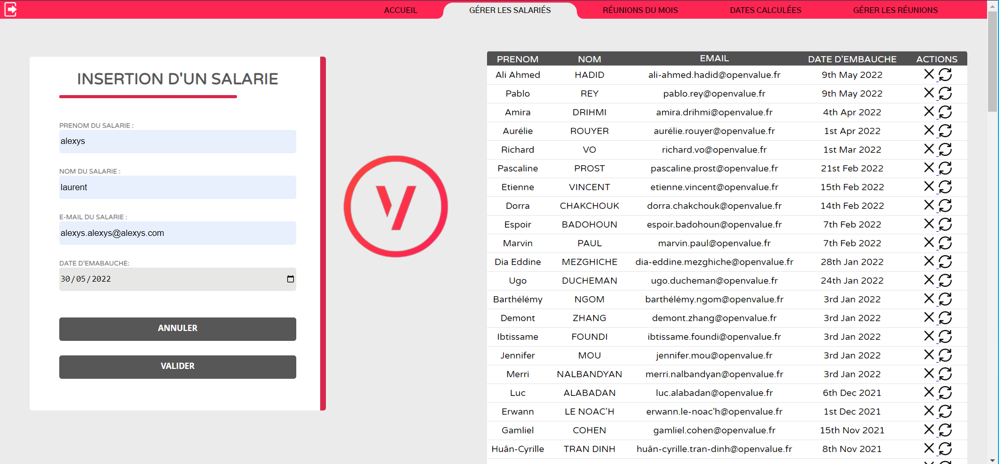 ACCUEIL GÉRER LES SALARIÉS RÉUNIONS DU MOIS DATES CALCULÉES GÉRER LES RÉUNIONS
INSERTION D'UN SALARIE
PRENOM DU SALARIE :
alexys
NOM DU SALARIE :
laurent
E-MAIL DU SALARIE :
alexys.alexys@alexys.com
DATE D'EMABAUCHE:
30/05/2022
ANNULER
VALIDER
PRENOM NOM EMAIL DATE D'EMBAUCHE ACTIONS
Ali Ahmed HADID ali-ahmed.hadid@openvalue.fr 9th May 2022
Pablo REY pablo.rey@openvalue.fr 9th May 2022
Amira DRIHMI amira.drihmi@openvalue.fr 4th Apr 2022
Aurélie ROUYER aurélie.rouyer@openvalue.fr 1st Apr 2022
Richard VO richard.vo@openvalue.fr 1st Mar 2022
Pascaline PROST pascaline.prost@openvalue.fr 21st Feb 2022
Etienne VINCENT etienne.vincent@openvalue.fr 15th Feb 2022
Dorra CHAKCHOUK dorra.chakchouk@openvalue.fr 14th Feb 2022
Espoir BADOHOUN espoir.badohoun@openvalue.fr 7th Feb 2022
Marvin PAUL marvin.paul@openvalue.fr 7th Feb 2022
Dia Eddine MEZGHICHE dia-eddine.mezghiche@openvalue.fr 28th Jan 2022
Ugo DUCHEMAN ugo.ducheman@openvalue.fr 24th Jan 2022
Barthélémy NGOM barthélémy.ngom@openvalue.fr 3rd Jan 2022
Demont ZHANG demont.zhang@openvalue.fr 3rd Jan 2022
Ibtissame FOUNDI ibtissame.foundi@openvalue.fr 3rd Jan 2022
Jennifer MOU jennifer.mou@openvalue.fr 3rd Jan 2022
Merri NALBANDYAN merri.nalbandyan@openvalue.fr 3rd Jan 2022
Luc ALABADAN luc.alabadan@openvalue.fr 6th Dec 2021
Erwann LE NOAC'H erwann.le-noac'h@openvalue.fr 1st Dec 2021
Gamliel COHEN gamliel.cohen@openvalue.fr 15th Nov 2021
Huân-Cyrille TRAN DINH huân-cyrille.tran-dinh@openvalue.fr 8th Nov 2021